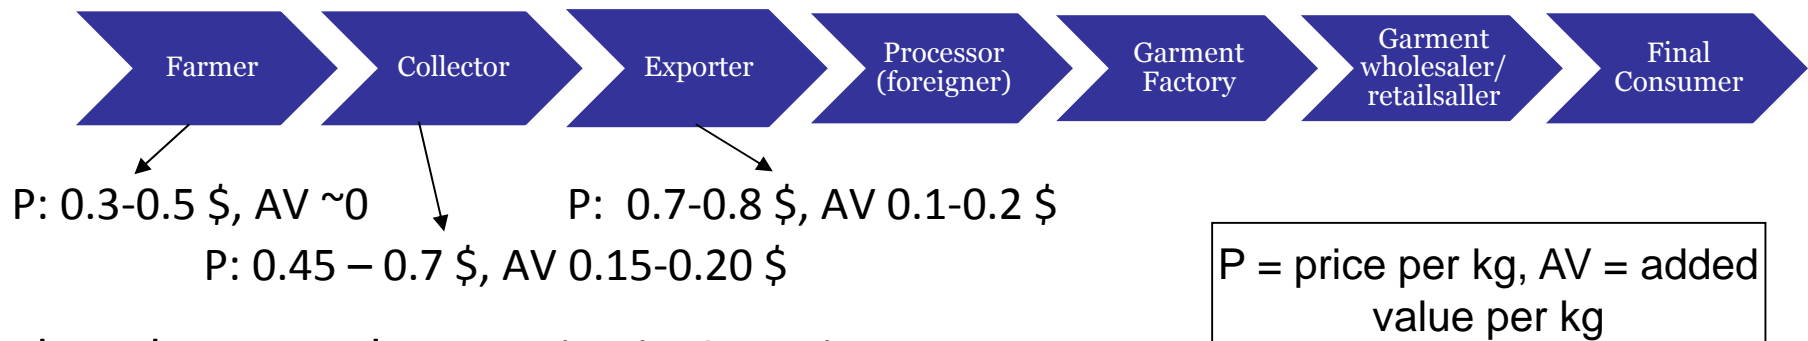 Farmer
Collector
Exporter
Processor
(foreigner)
Garment
Factory
Garment
wholesaler/
retailsaller
Final
Consumer
P: 0.3-0.5 $, AV ~0
P: 0.7-0.8 $, AV 0.1-0.2 $
P: 0.45 – 0.7 $, AV 0.15-0.20 $
P = price per kg, AV = added
value per kg